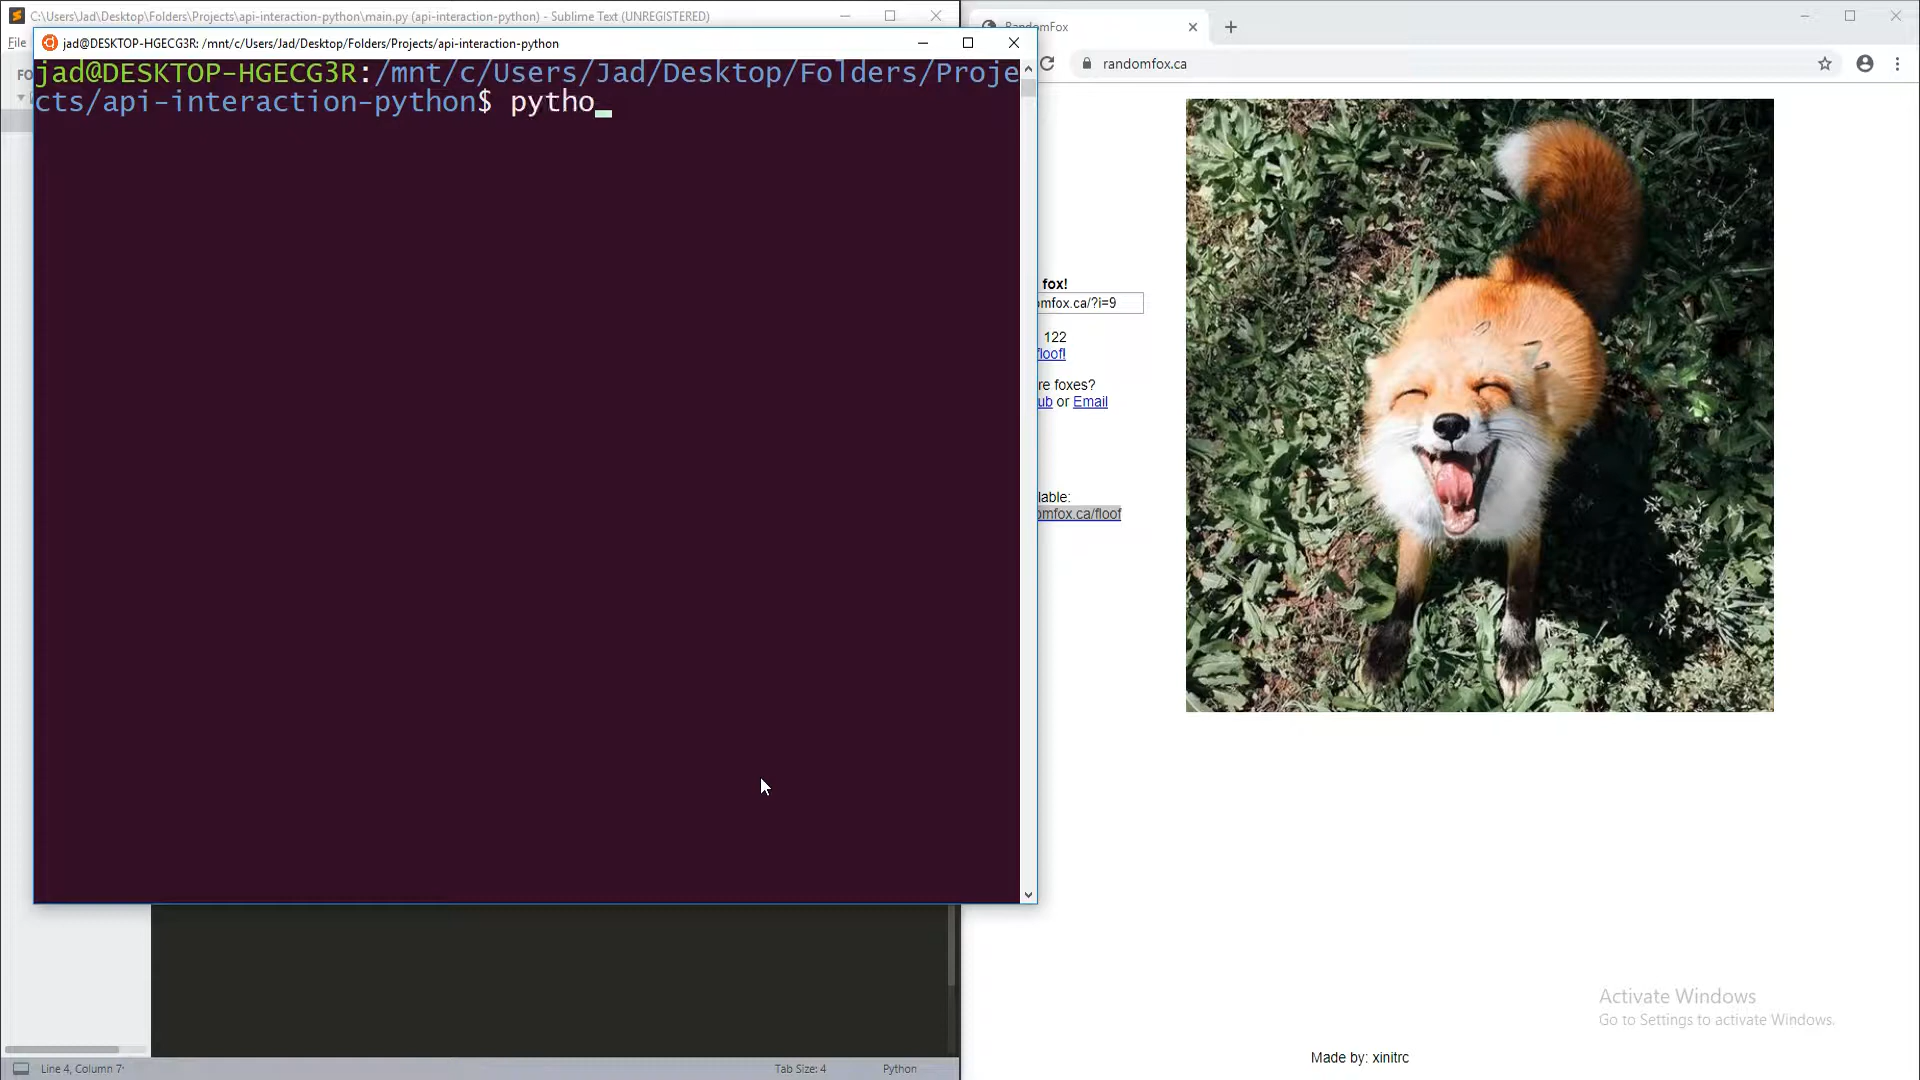 C:\Users\Jad\Desktop\Folders\Projects\api-interaction-python\main.py (api-interaction-python) - Sublime Text (UNREGISTERED)
File
FO
jad@DESKTOP-HGECG3R: /mnt/c/Users/Jad/Desktop/Folders/Projects/api-interaction-python
jad@DESKTOP-HGECG3R:/mnt/c/Users/Jad/Desktop/Folders/Proje
cts/api-interaction-python$ pytho
Line 4, Column 7
Tab Size: 4
Python
RandomFox
randomfox.ca
fox!
omfox.ca/?i=9
122
floof!
re foxes?
ub or Email
lable:
omfox.ca/floof
Activate Windows
Go to Settings to activate Windows.
Made by: xinitrc